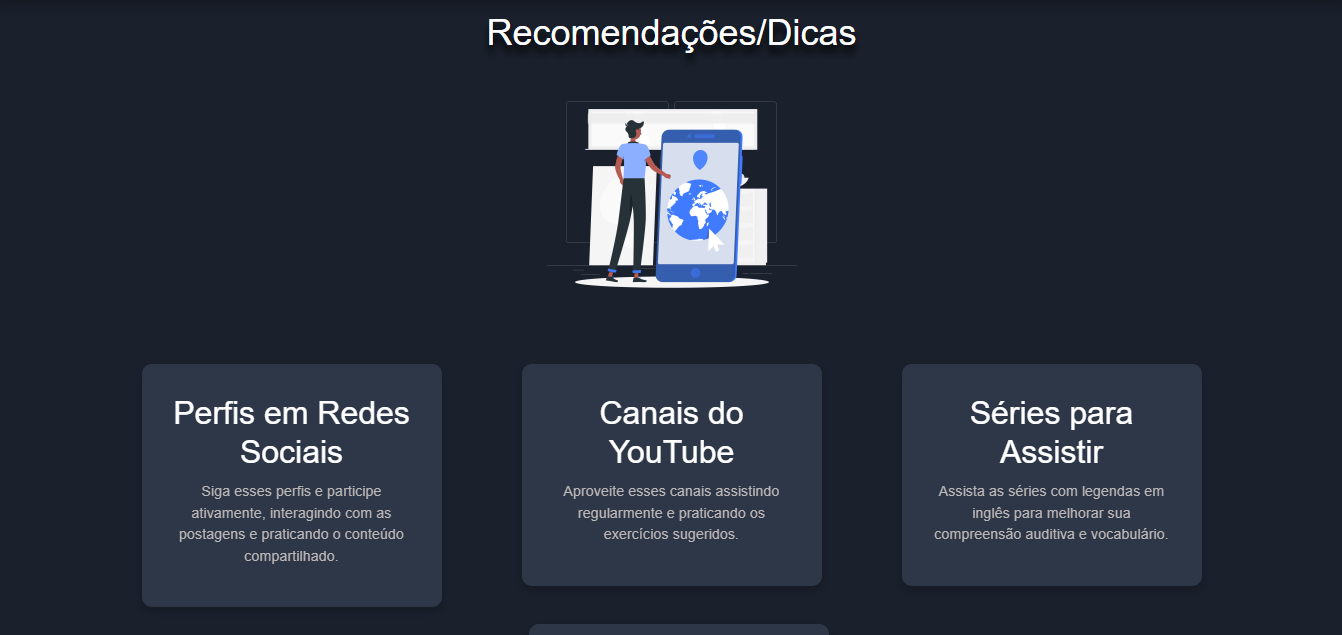 Recomendações/Dicas
Perfis em Redes
Sociais
Siga esses perfis e participe
ativamente, interagindo com as
postagens e praticando o conteúdo
compartilhado.
Canais do
YouTube
Aproveite esses canais assistindo
regularmente e praticando os
exercícios sugeridos.
Séries para
Assistir
Assista as séries com legendas em
inglês para melhorar sua
compreensão auditiva e vocabulário.